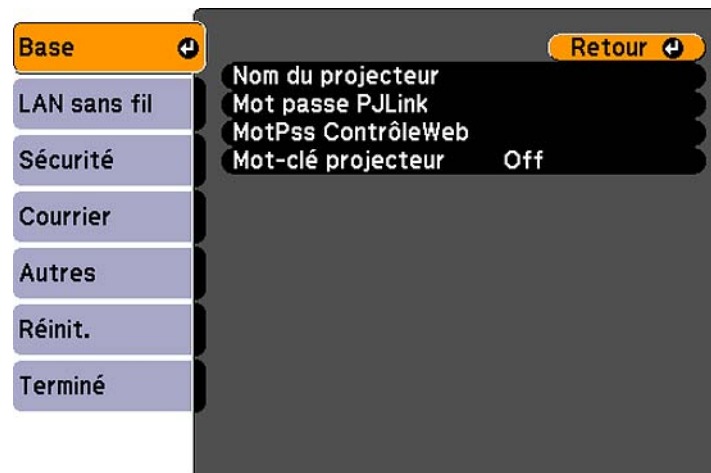 Base
LAN sans fil
Sécurité
Courrier
Autres
Réinit.
Terminé
Retour
Nom du projecteur
Mot passe PJLink
MotPss ContrôleWeb
Mot-clé projecteur Off